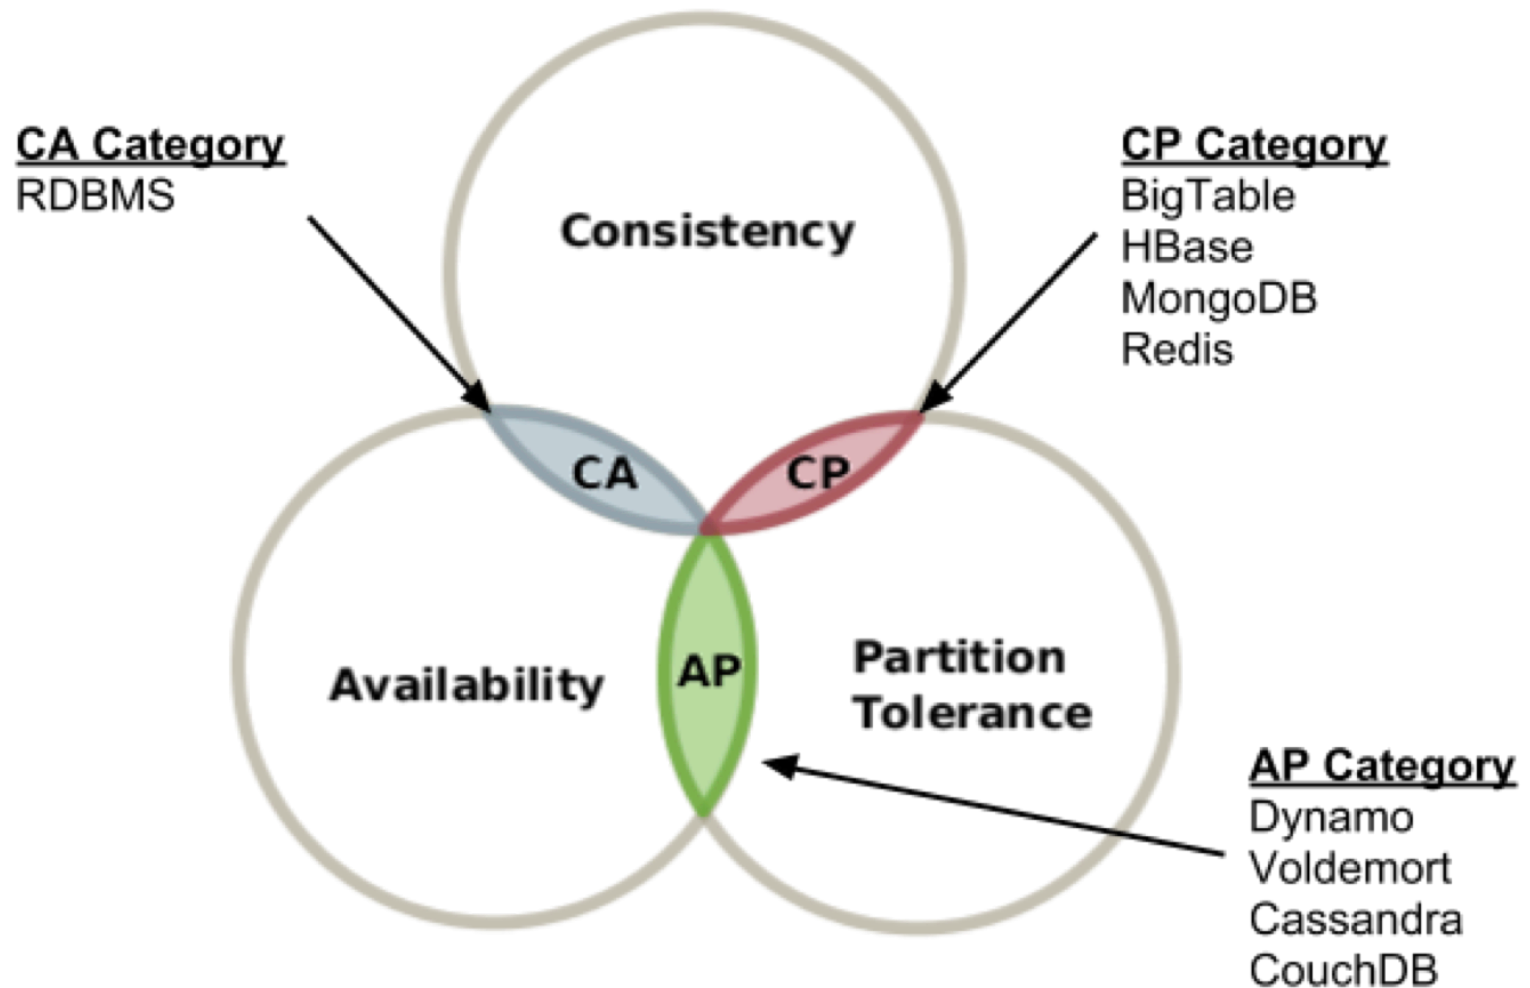 CA Category
RDBMS
CP Category
BigTable
HBase
MongoDB
Redis
Consistency
CA
CP
Availability
AP
Partition
Tolerance
AP Category
Dynamo
Voldemort
Cassandra
CouchDB